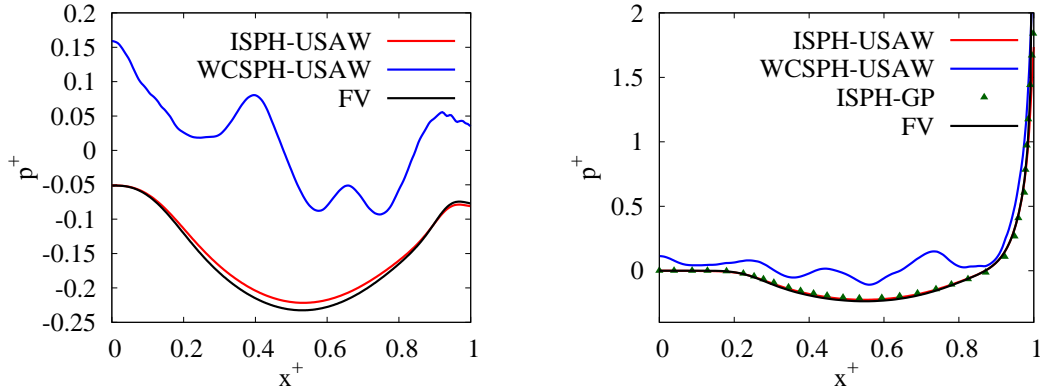 0.2
0.15
0.1
0.05
0
-0.05
-0.1
-0.15
-0.2
-0.25
p+
0 0.2 0.4 0.6 0.8 1
x+
ISPH-USAW
WCSPH-USAW
FV
2
1.5
1
0.5
0
p+
0 0.2 0.4 0.6 0.8 1
x+
ISPH-USAW
WCSPH-USAW
ISPH-GP
FV